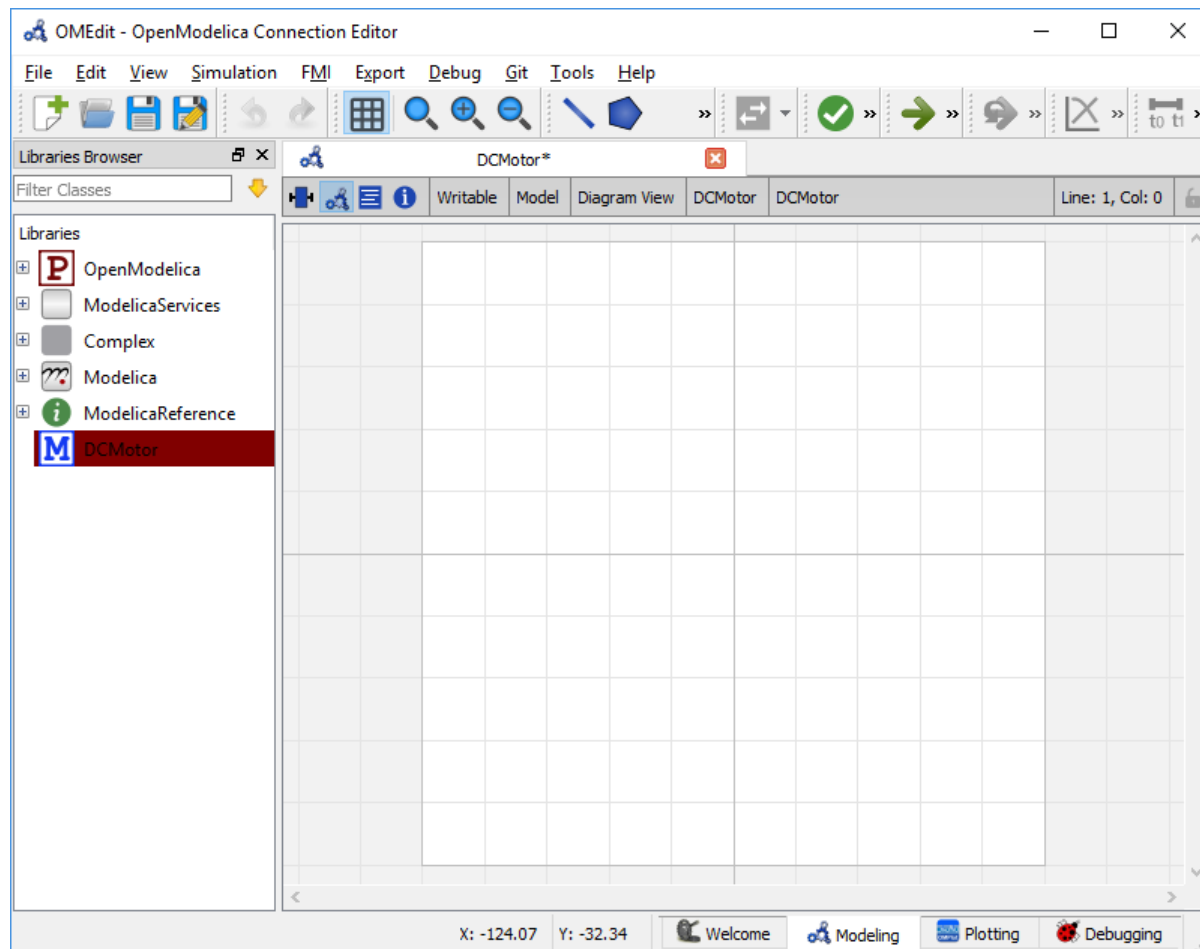 OMEdit - OpenModelica Connection Editor
File Edit View Simulation FMI Export Debug Git Tools Help
to t1
Libraries Browser
DCMotor*
Filter Classes
Writable Model Diagram View DCMotor DCMotor Line: 1, Col: 0
Libraries
P OpenModelica
ModelicaServices
Complex
Modelica
i ModelicaReference
M DCMotor
X: -124.07 Y: -32.34 Welcome Modeling Plotting Debugging